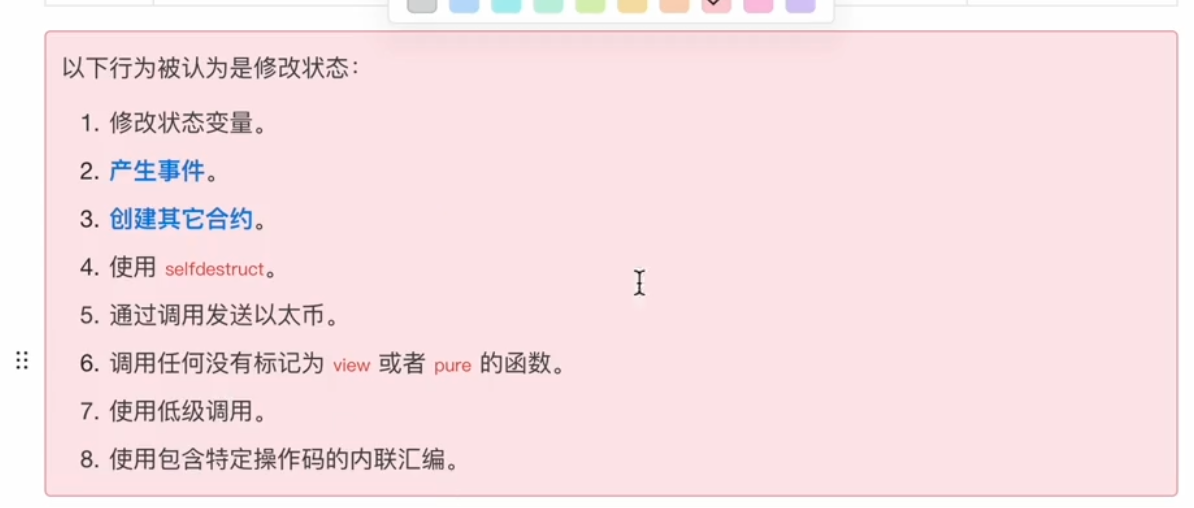 以下行为被认为是修改状态：
1. 修改状态变量。
2. 产生事件。
3. 创建其它合约。
4. 使用 selfdestruct。
5. 通过调用发送以太币。
6. 调用任何没有标记为 view 或者 pure 的函数。
7. 使用低级调用。
8. 使用包含特定操作码的内联汇编。